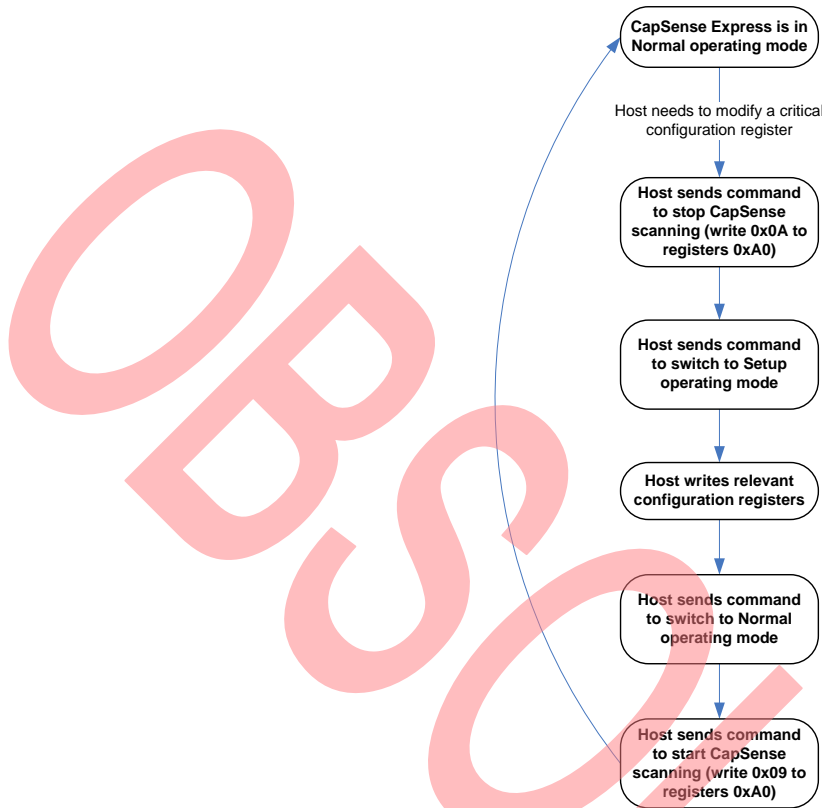 CapSense Express is in
Normal operating mode
Host needs to modify a critical
configuration register
Host sends command
to stop CapSense
scanning (write 0x0A to
registers 0xA0)
Host sends command
to switch to Setup
operating mode
Host writes relevant
configuration registers
Host sends command
to switch to Normal
operating mode
Host sends command
to start CapSense
scanning (write 0x09 to
registers 0xA0)
OBSOL